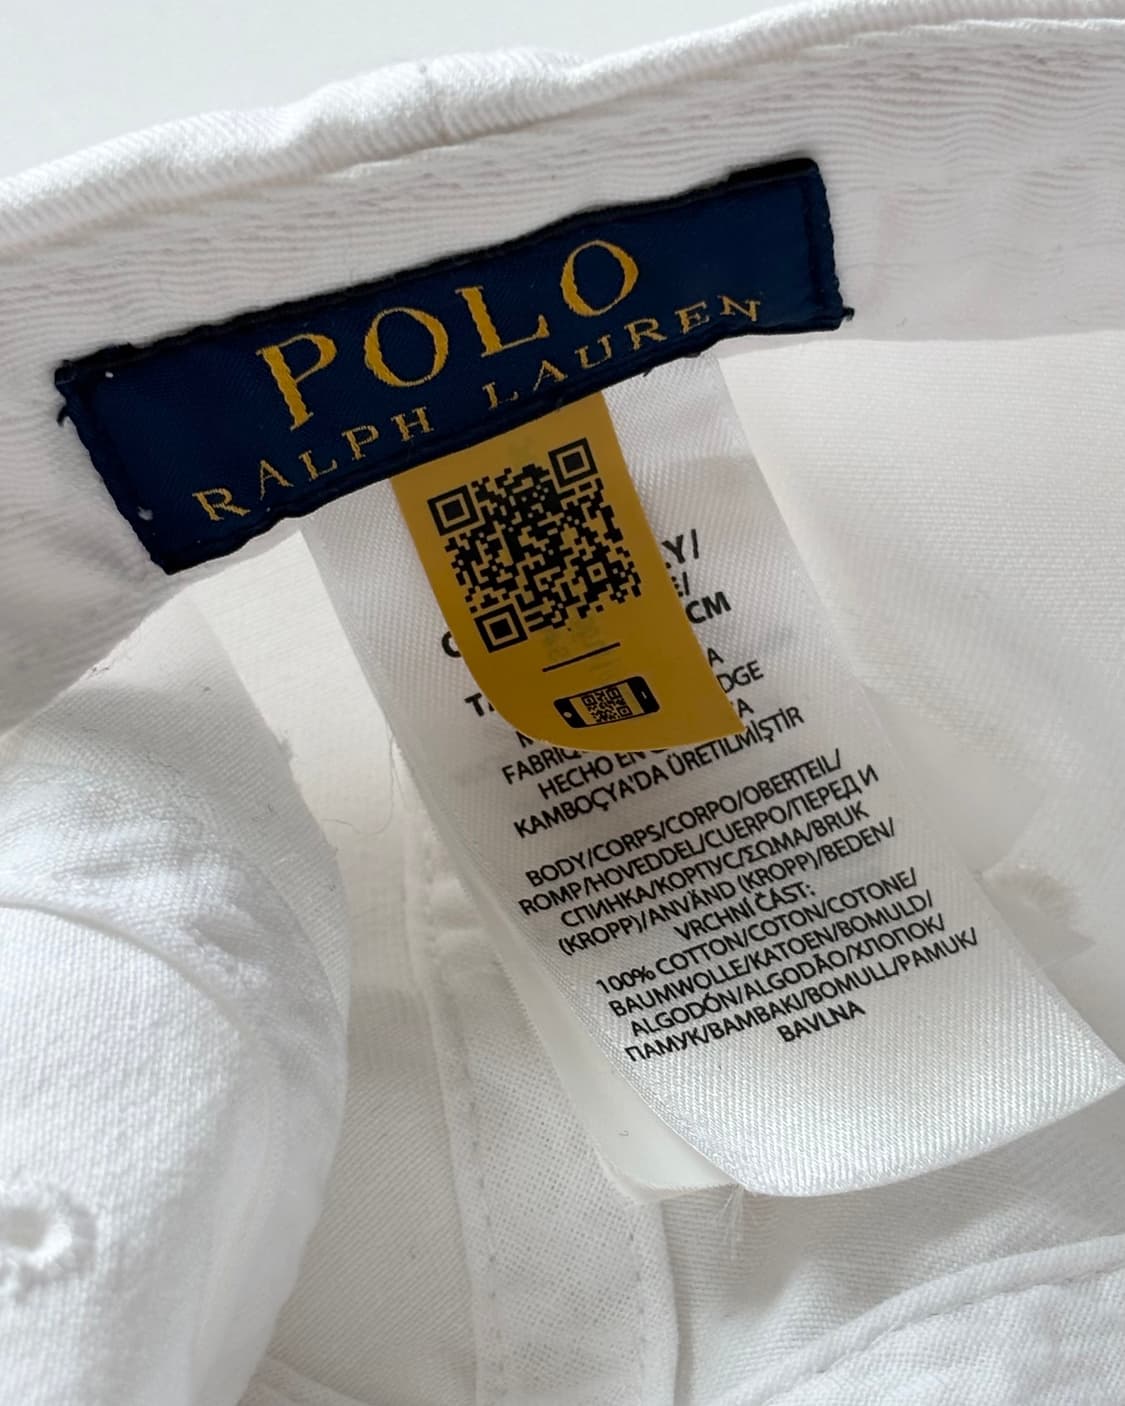 POLO
RALPH LAUREN
CM
FABRIQ
HECHO EN
KAMBOÇYA'DA ÜRETİLMİŞTİR
BODY/CORPS/CORPO/OBERTEIL/
ROMP/HOVEDDEL/CUERPO/ПЕРЕД И
СПИНКА/КОРПУС/ΣΩΜΑ/BRUK
(KROPP)/ANVÄND (KROPP)/BEDEN/
VRCHNÍ ČÁST:
100% COTTON/COTON/COTONE/
BAUMWOLLE/KATOEN/BOMULD/
ALGODÓN/ALGODÃO/ХЛОПОК/
ПАМУК/ΒΑΜΒΑΚΙ/BOMULL/PAMUK/
BAVLNA